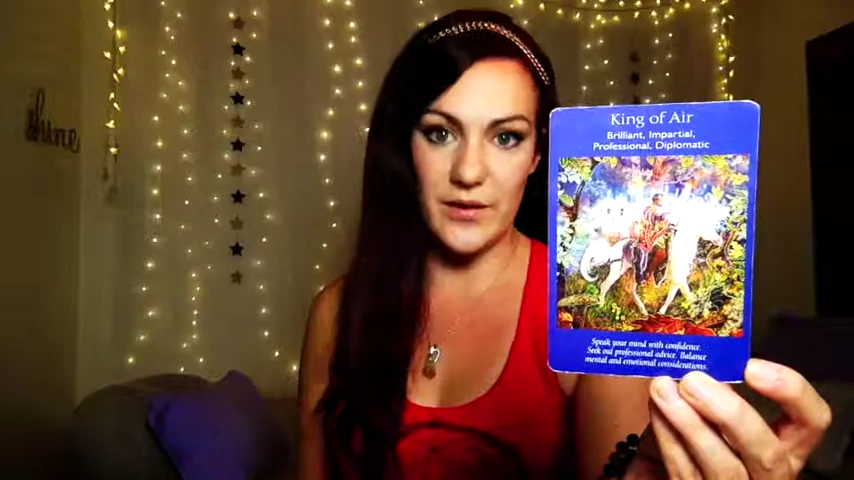 shine
King of Air
Brilliant, Impartial,
Professional, Diplomatic
Speak your mind with confidence.
Seek out professional advice. Balance
mental and emotional considerations.